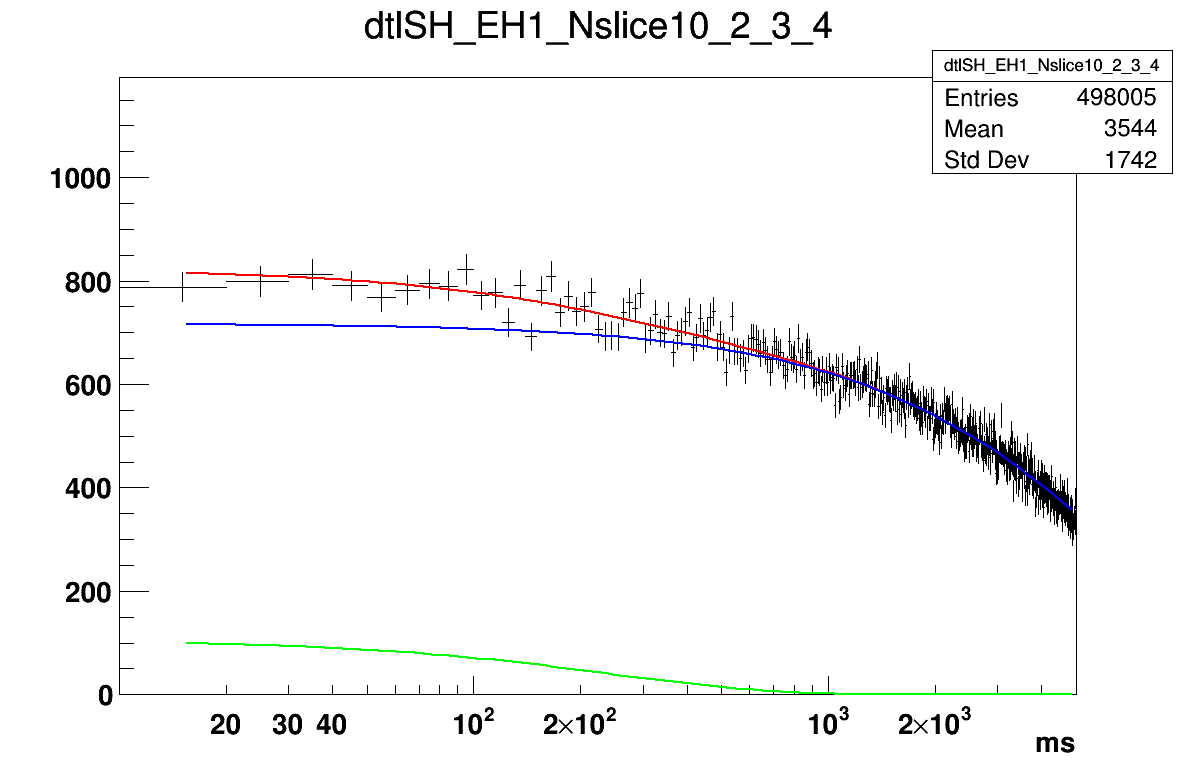 dtlSH_EH1_Nslice10_2_3_4
dtlSH_EH1_Nslice10_2_3_4
Entries 498005
Mean 3544
Std Dev 1742
1000
800
600
400
200
0
20 30 40 10² 2×10² 10³ 2×10³
ms